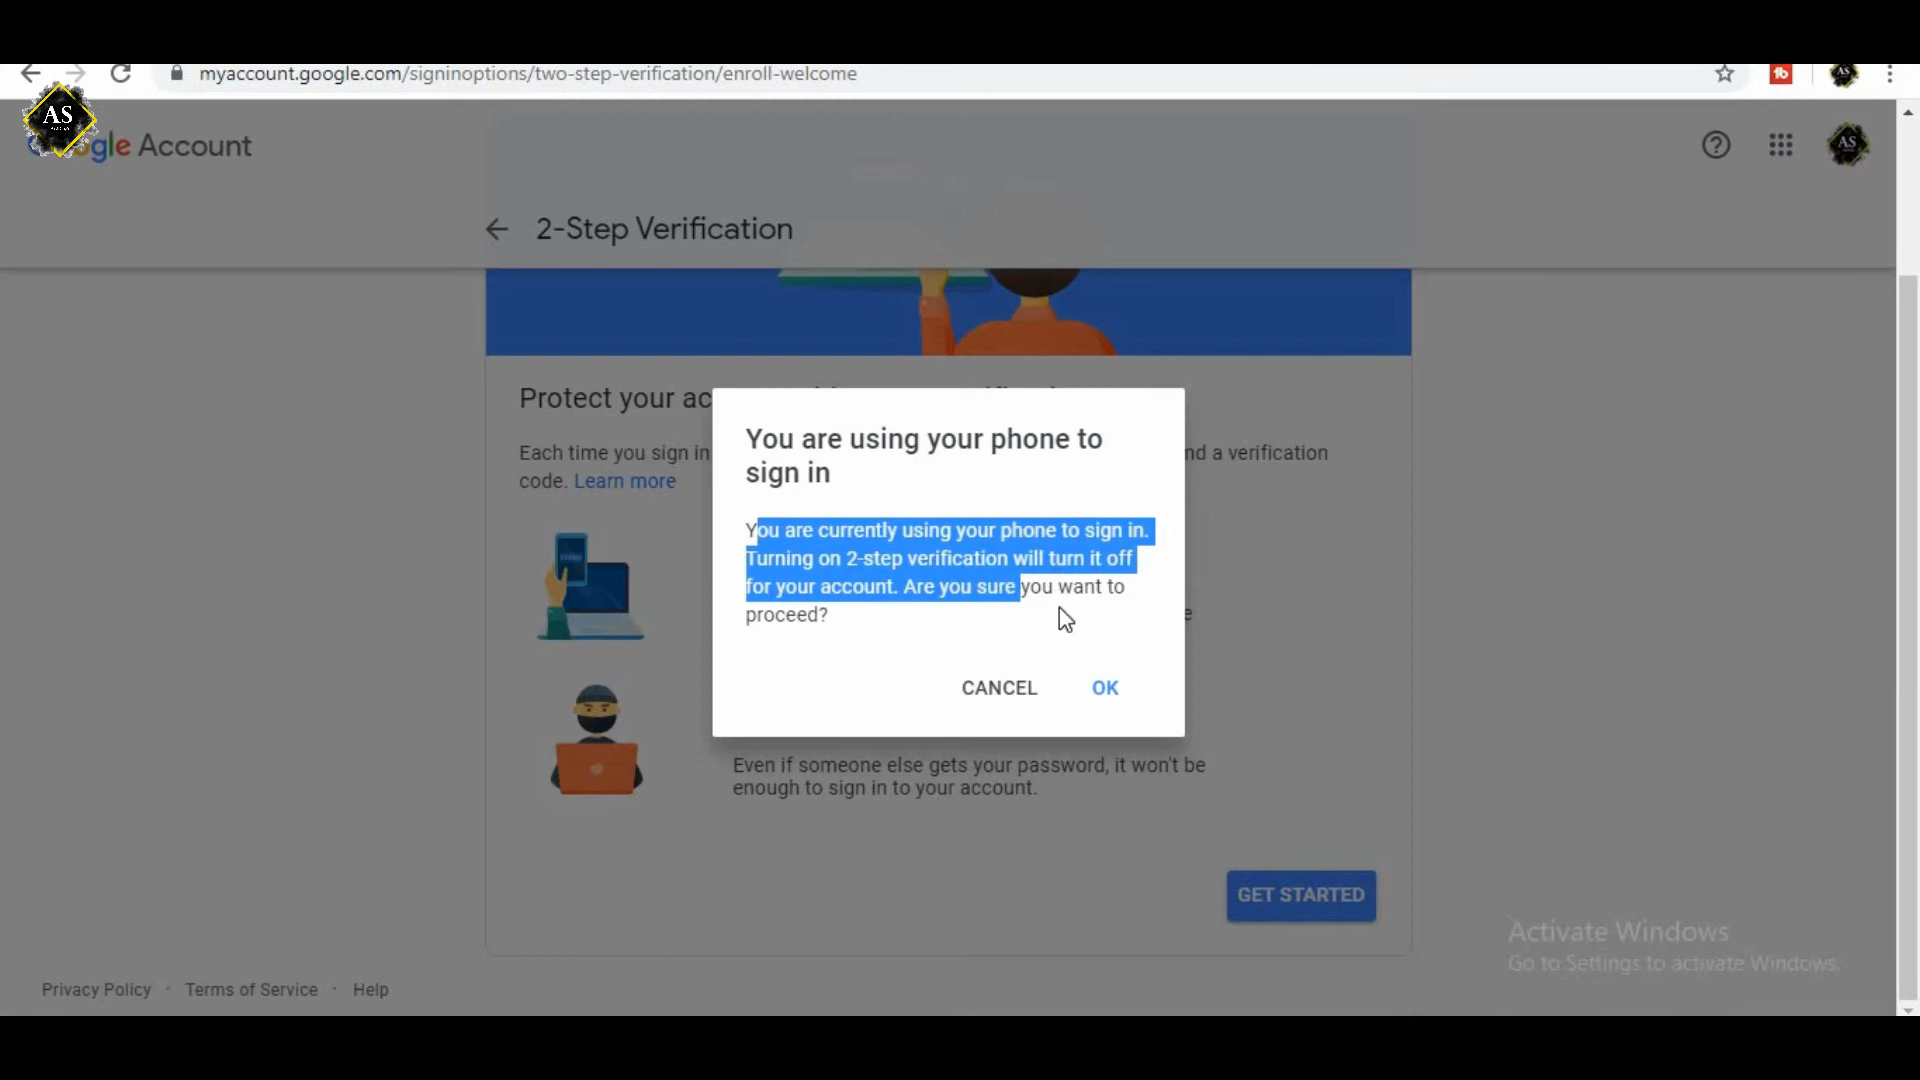 myaccount.google.com/signinoptions/two-step-verification/enroll-welcome
AS
gle Account
AS
2-Step Verification
Protect your ac
Each time you sign in
nd a verification
code. Learn more
You are using your phone to
sign in
You are currently using your phone to sign in.
Turning on 2-step verification will turn it off
for your account. Are you sure you want to
proceed?
CANCEL
OK
Even if someone else gets your password, it won't be
enough to sign in to your account.
GET STARTED
Activate Windows
Go to Settings to activate Windows.
Privacy Policy · Terms of Service · Help